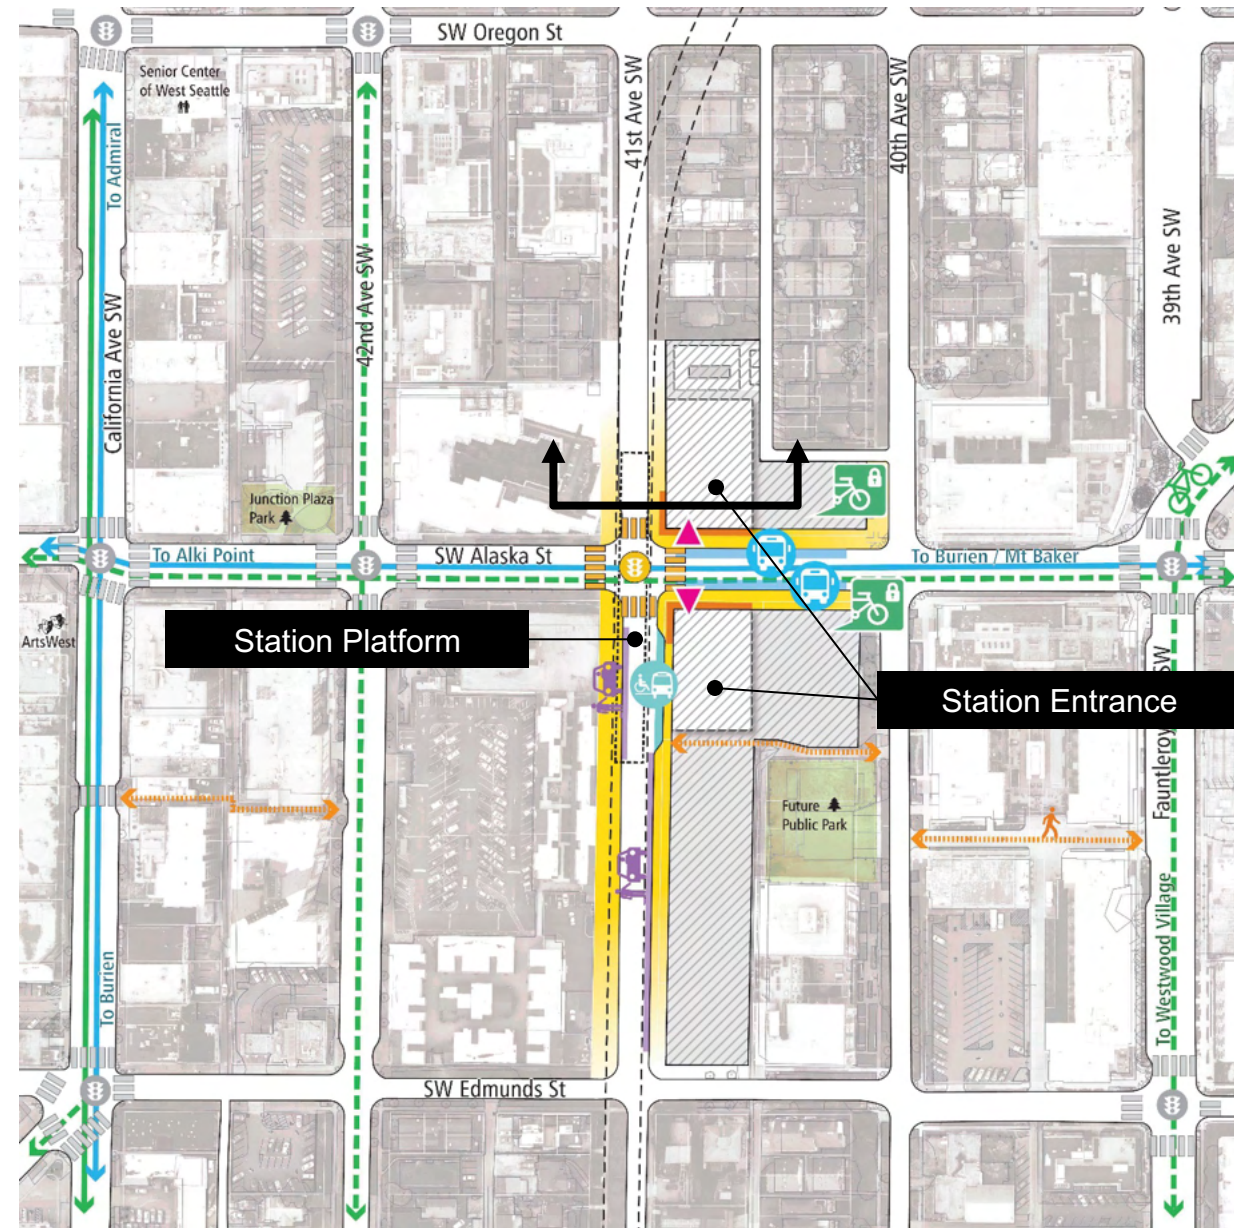 SW Oregon St
Senior Center
of West Seattle
To Admiral
California Ave SW
42nd Ave SW
41st Ave SW
40th Ave SW
39th Ave SW
Junction Plaza
Park
To Alki Point
SW Alaska St
To Burien / Mt Baker
ArtsWest
Station Platform
Station Entrance
Fauntleroy
SW
Future
Public Park
To Burien
To Westwood Village
SW Edmunds St